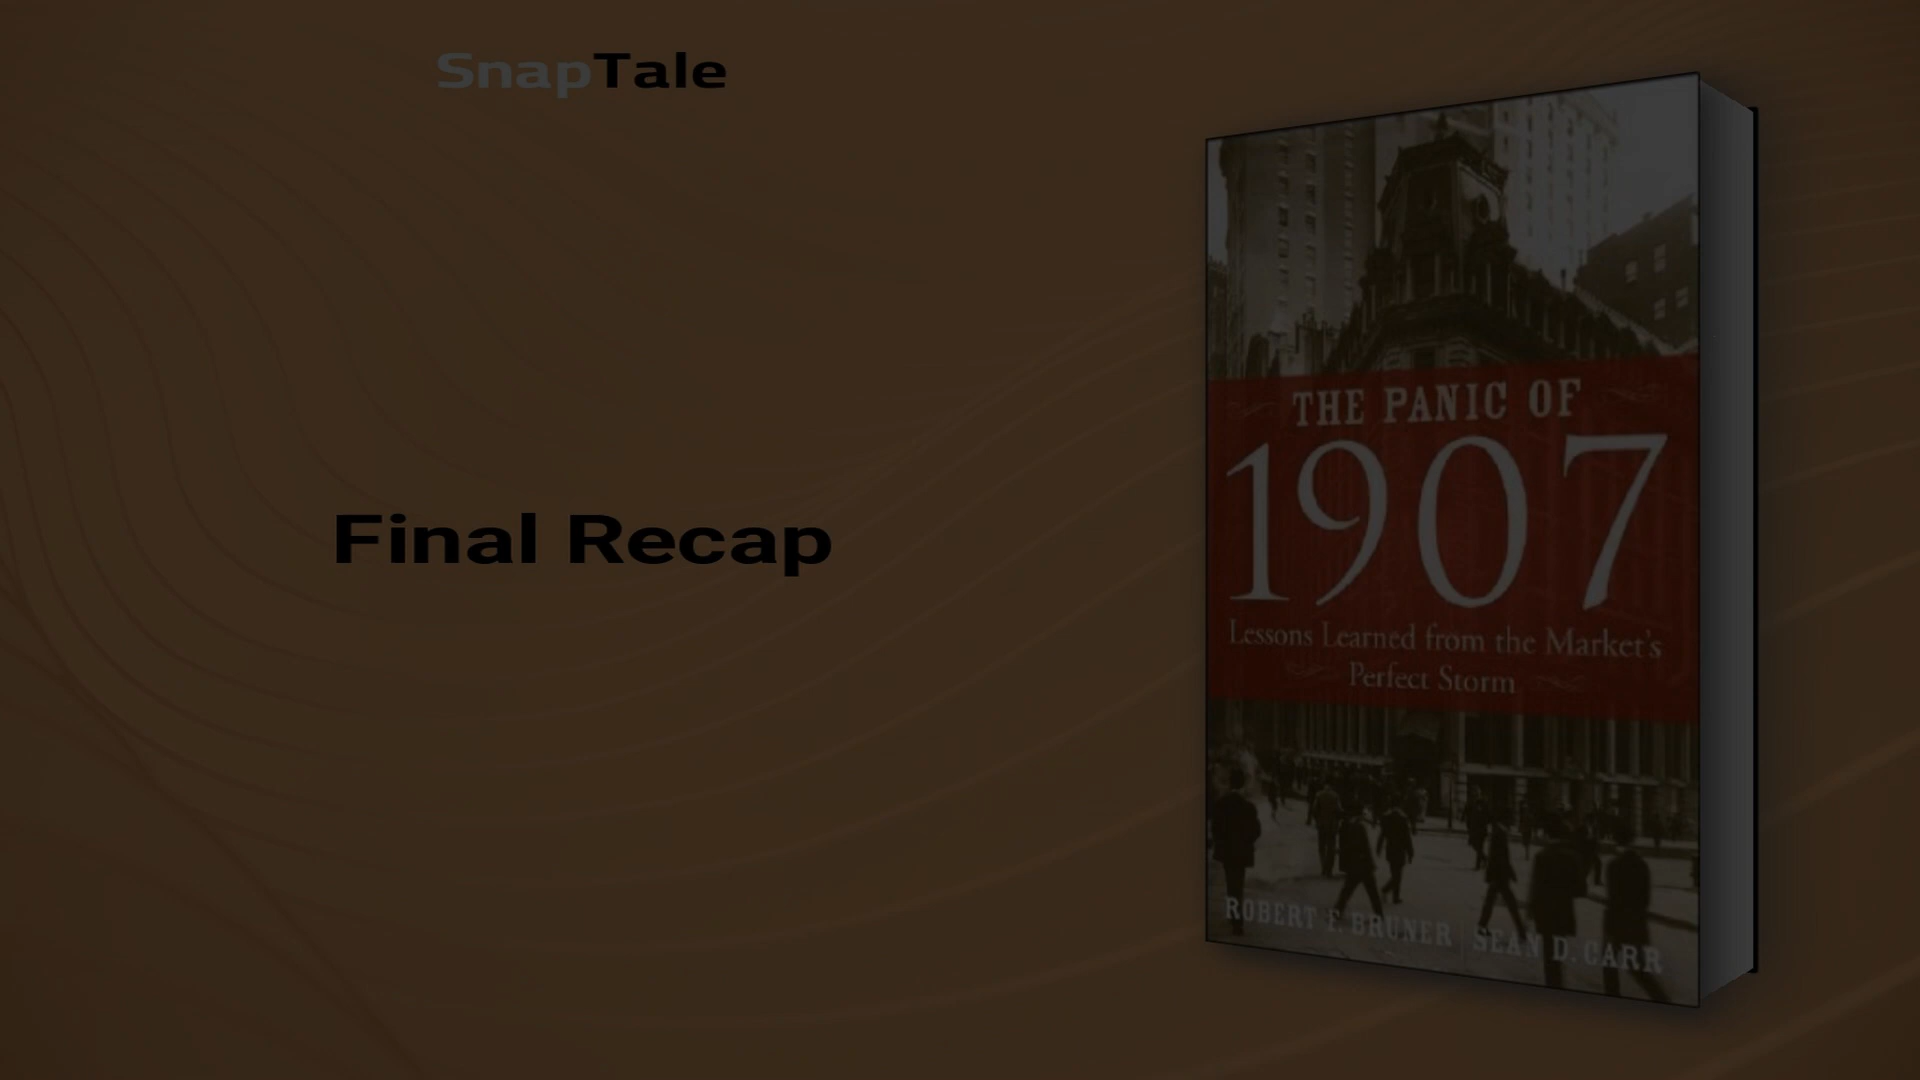 SnapTale
Final Recap
THE PANIC OF
1907
Lessons Learned from the Market's
Perfect Storm
ROBERT F. BRUNER | SEAN D. CARR